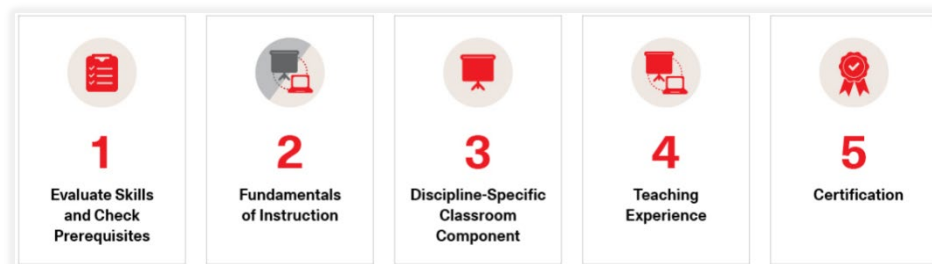 1
Evaluate Skills
and Check
Prerequisites
2
Fundamentals
of Instruction
3
Discipline-Specific
Classroom
Component
4
Teaching
Experience
5
Certification